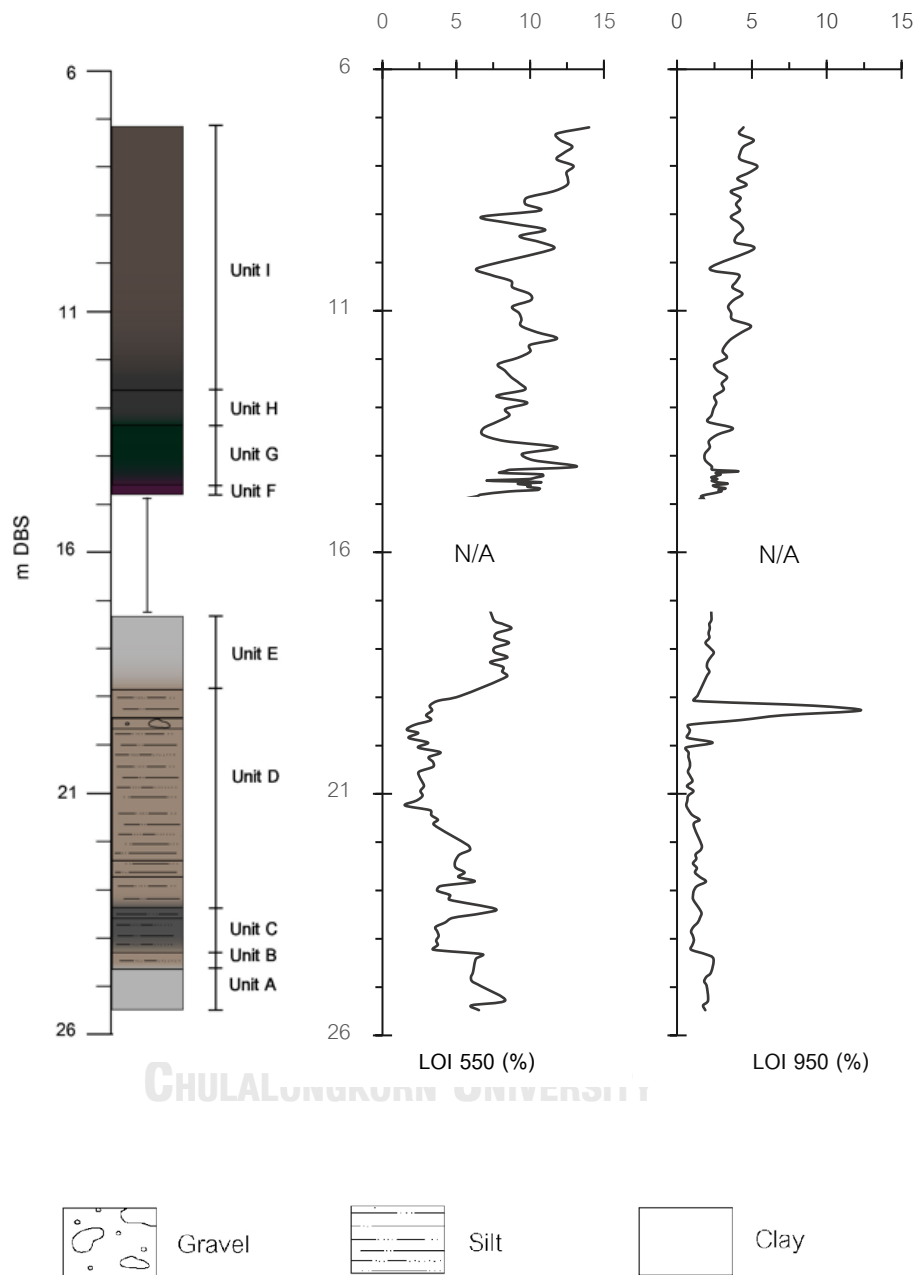 0 5 10 15 0 5 10 15
6 6
Unit I
11 11
Unit H
Unit G
Unit F
m DBS
16 16
N/A N/A
Unit E
Unit D
21 21
Unit C
Unit B
Unit A
26 26
LOI 550 (%) LOI 950 (%)
CHULALONGKORN UNIVERSITY
Gravel Silt Clay